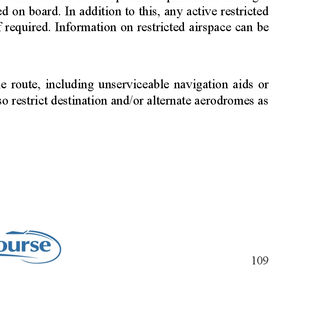 d on board. In addition to this, any active restricted
required. Information on restricted airspace can be
e route, including unserviceable navigation aids or
so restrict destination and/or alternate aerodromes as
ourse
109